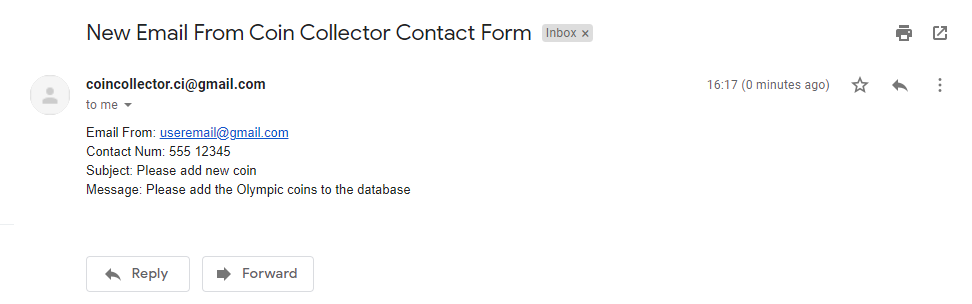 New Email From Coin Collector Contact Form Inbox ×
coincollector.ci@gmail.com 16:17 (0 minutes ago)
to me
Email From: useremail@gmail.com
Contact Num: 555 12345
Subject: Please add new coin
Message: Please add the Olympic coins to the database
Reply Forward